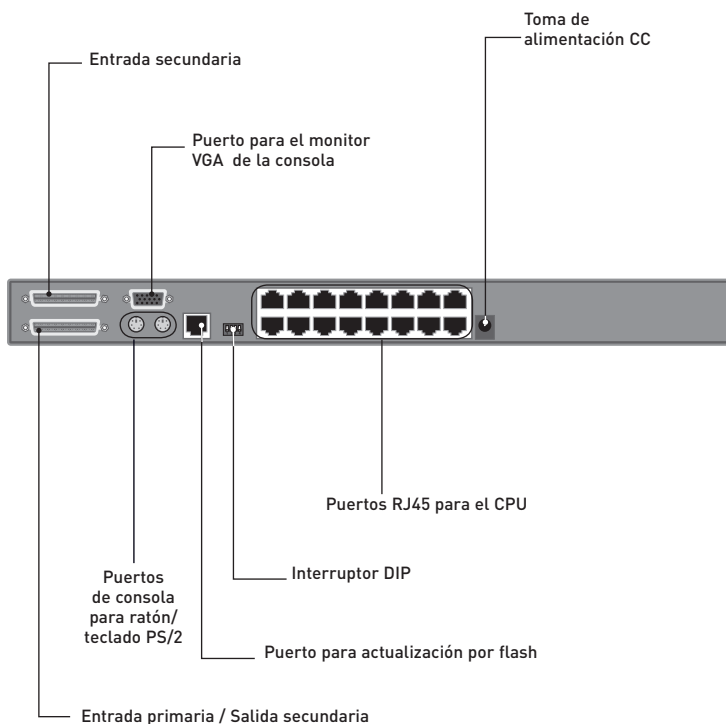 Toma de
alimentación CC
Entrada secundaria
Puerto para el monitor
VGA de la consola
Puertos RJ45 para el CPU
Interruptor DIP
Puertos
de consola
para ratón/
teclado PS/2
Puerto para actualización por flash
Entrada primaria / Salida secundaria